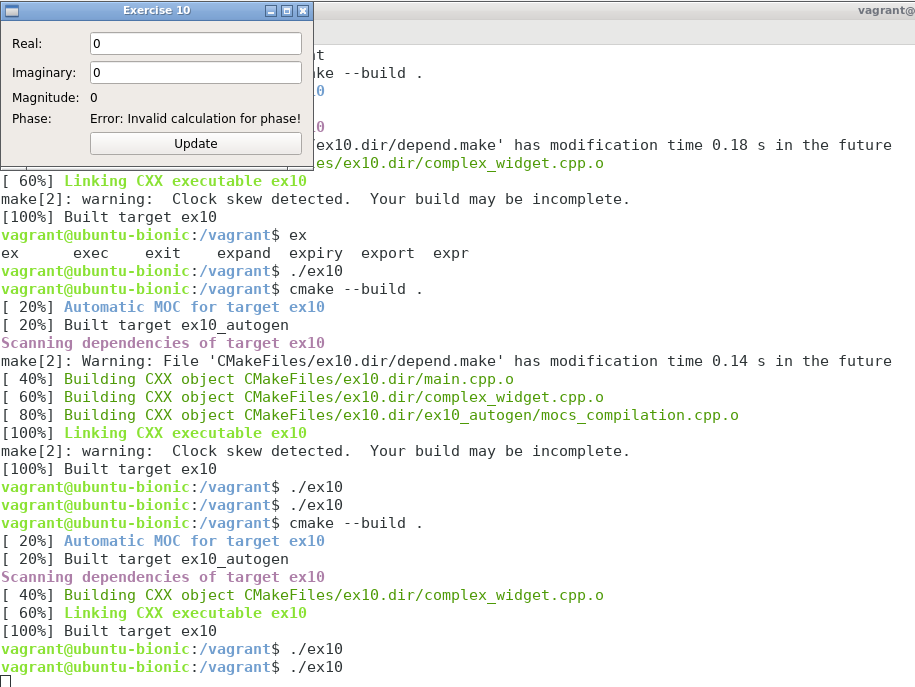 Exercise 10
vagrant@
Real: 0
Imaginary: 0
Magnitude: 0
Phase: Error: Invalid calculation for phase!
Update
ke --build .
10
10
/ex10.dir/depend.make' has modification time 0.18 s in the future
es/ex10.dir/complex_widget.cpp.o
[ 60%] Linking CXX executable ex10
make[2]: warning:  Clock skew detected.  Your build may be incomplete.
[100%] Built target ex10
vagrant@ubuntu-bionic:/vagrant$ ex
ex      exec    exit    expand  expiry  export  expr
vagrant@ubuntu-bionic:/vagrant$ ./ex10
vagrant@ubuntu-bionic:/vagrant$ cmake --build .
[ 20%] Automatic MOC for target ex10
[ 20%] Built target ex10_autogen
Scanning dependencies of target ex10
make[2]: Warning: File 'CMakeFiles/ex10.dir/depend.make' has modification time 0.14 s in the future
[ 40%] Building CXX object CMakeFiles/ex10.dir/main.cpp.o
[ 60%] Building CXX object CMakeFiles/ex10.dir/complex_widget.cpp.o
[ 80%] Building CXX object CMakeFiles/ex10.dir/ex10_autogen/mocs_compilation.cpp.o
[100%] Linking CXX executable ex10
make[2]: warning:  Clock skew detected.  Your build may be incomplete.
[100%] Built target ex10
vagrant@ubuntu-bionic:/vagrant$ ./ex10
vagrant@ubuntu-bionic:/vagrant$ ./ex10
vagrant@ubuntu-bionic:/vagrant$ cmake --build .
[ 20%] Automatic MOC for target ex10
[ 20%] Built target ex10_autogen
Scanning dependencies of target ex10
[ 40%] Building CXX object CMakeFiles/ex10.dir/complex_widget.cpp.o
[ 60%] Linking CXX executable ex10
[100%] Built target ex10
vagrant@ubuntu-bionic:/vagrant$ ./ex10
vagrant@ubuntu-bionic:/vagrant$ ./ex10